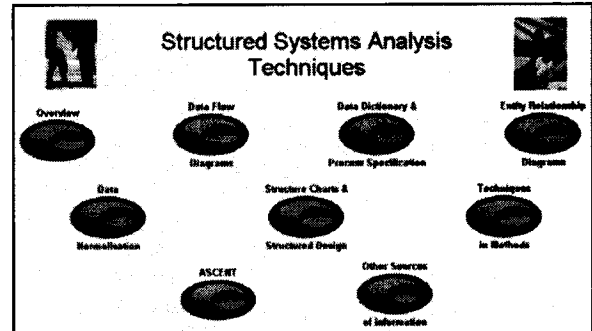 Structured Systems Analysis
Techniques
Overview
Data Flow
Diagrams
Data Dictionary &
Process Specification
Entity Relationship
Diagrams
Data
Normalisation
Structure Charts &
Structured Design
Techniques
in Methods
ASCENT
Other Sources
of Information